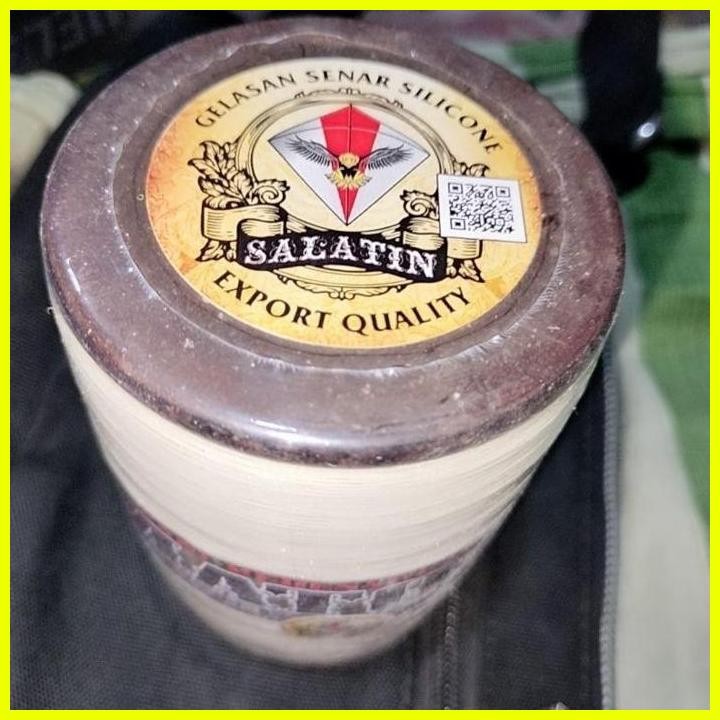 GELASAN SENAR SILICONE
SALATIN
EXPORT QUALITY